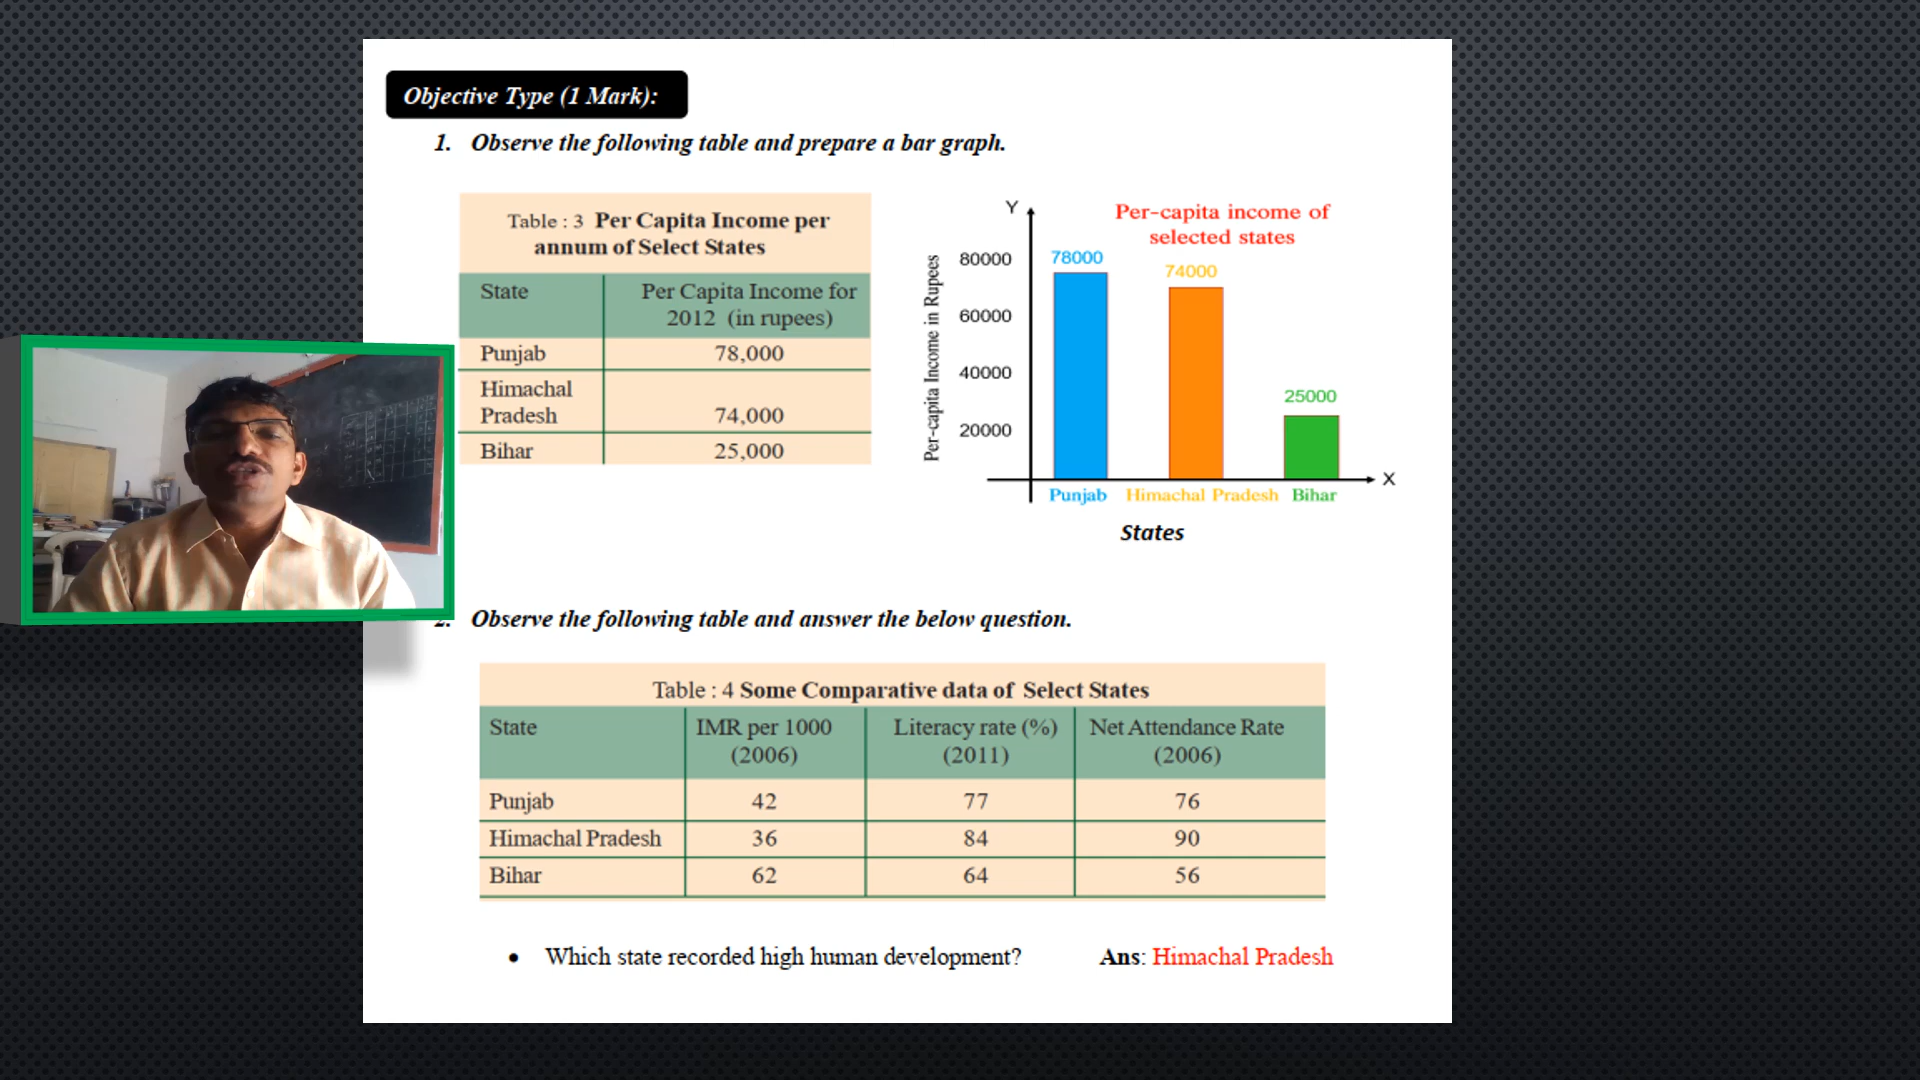 Objective Type (1 Mark):
1. Observe the following table and prepare a bar graph.
Table : 3 Per Capita Income per
annum of Select States
State Per Capita Income for
2012 (in rupees)
Punjab 78,000
Himachal
Pradesh 74,000
Bihar 25,000
Y
Per-capita income of
selected states
Per-capita Income in Rupees
80000
60000
40000
20000
78000
74000
25000
X
Punjab Himachal Pradesh Bihar
States
2. Observe the following table and answer the below question.
Table : 4 Some Comparative data of Select States
State IMR per 1000 Literacy rate (%) Net Attendance Rate
(2006) (2011) (2006)
Punjab 42 77 76
Himachal Pradesh 36 84 90
Bihar 62 64 56
• Which state recorded high human development? Ans: Himachal Pradesh